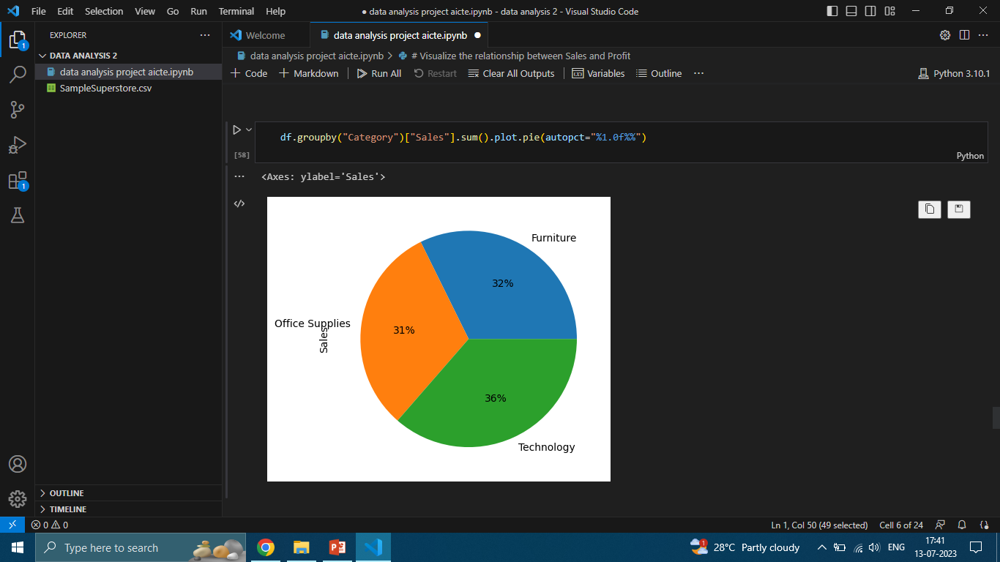 File Edit Selection View Go Run Terminal Help
● data analysis project aicte.ipynb - data analysis 2 - Visual Studio Code
EXPLORER
DATA ANALYSIS 2
data analysis project aicte.ipynb
SampleSuperstore.csv
OUTLINE
TIMELINE
1
1
Welcome
data analysis project aicte.ipynb
data analysis project aicte.ipynb > # Visualize the relationship between Sales and Profit
+ Code + Markdown Run All Restart Clear All Outputs Variables Outline ...
Python 3.10.1
df.groupby("Category")["Sales"].sum().plot.pie(autopct="%1.0f%%")
[58]
Python
<Axes: ylabel='Sales'>
Furniture
32%
Office Supplies
Sales
31%
36%
Technology
0 0
Ln 1, Col 50 (49 selected) Cell 6 of 24
Type here to search
1
28°C Partly cloudy
ENG
17:41
13-07-2023